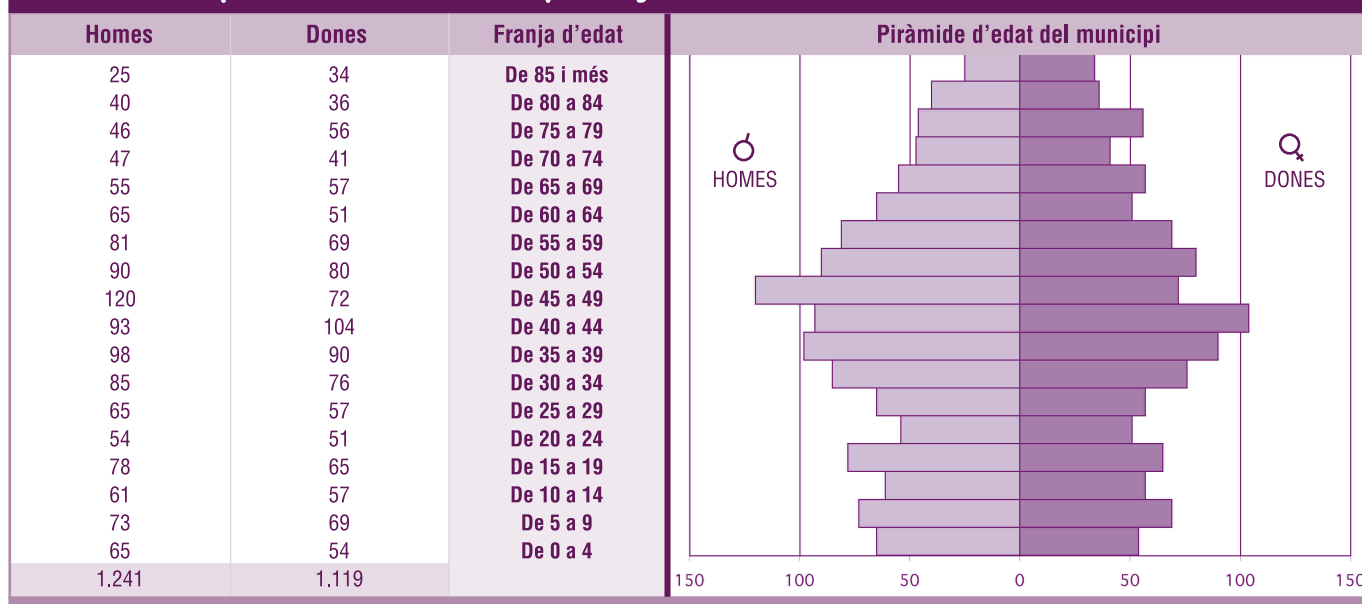 Homes Dones Franja d'edat Piràmide d'edat del municipi
25 34 De 85 i més
40 36 De 80 a 84
46 56 De 75 a 79
47 41 De 70 a 74
55 57 De 65 a 69
65 51 De 60 a 64
81 69 De 55 a 59
90 80 De 50 a 54
120 72 De 45 a 49
93 104 De 40 a 44
98 90 De 35 a 39
85 76 De 30 a 34
65 57 De 25 a 29
54 51 De 20 a 24
78 65 De 15 a 19
61 57 De 10 a 14
73 69 De 5 a 9
65 54 De 0 a 4
1.241 1.119
HOMES DONES
150 100 50 0 50 100 150